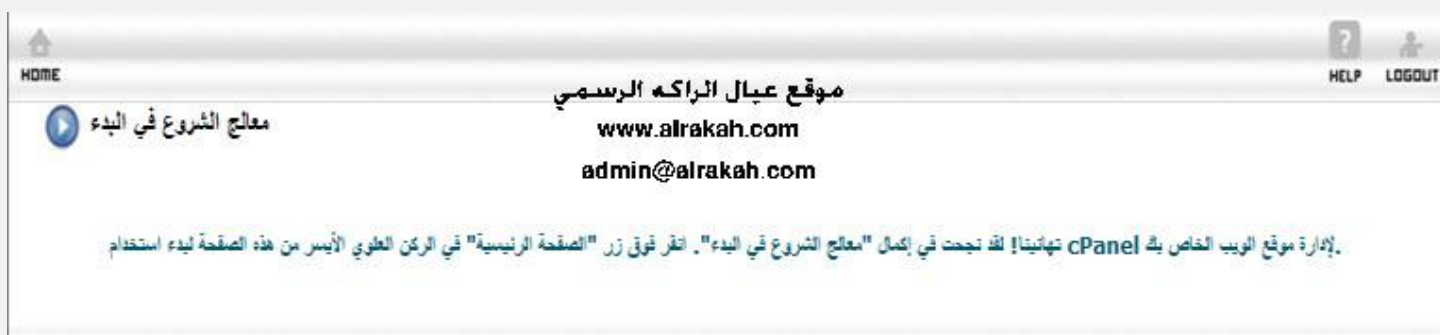 HOME
HELP
LOGOUT
موقع عيال الراكه الرسمي
معالج الشروع في البدء
www.alrakah.com
admin@alrakah.com
تهانينا! لقد نجحت في إكمال "معالج الشروع في البدء". انقر فوق زر "الصفحة الرئيسية" في الركن العلوي الأيسر من هذه الصفحة لبدء استخدام cPanel لإدارة موقع الويب الخاص بك.